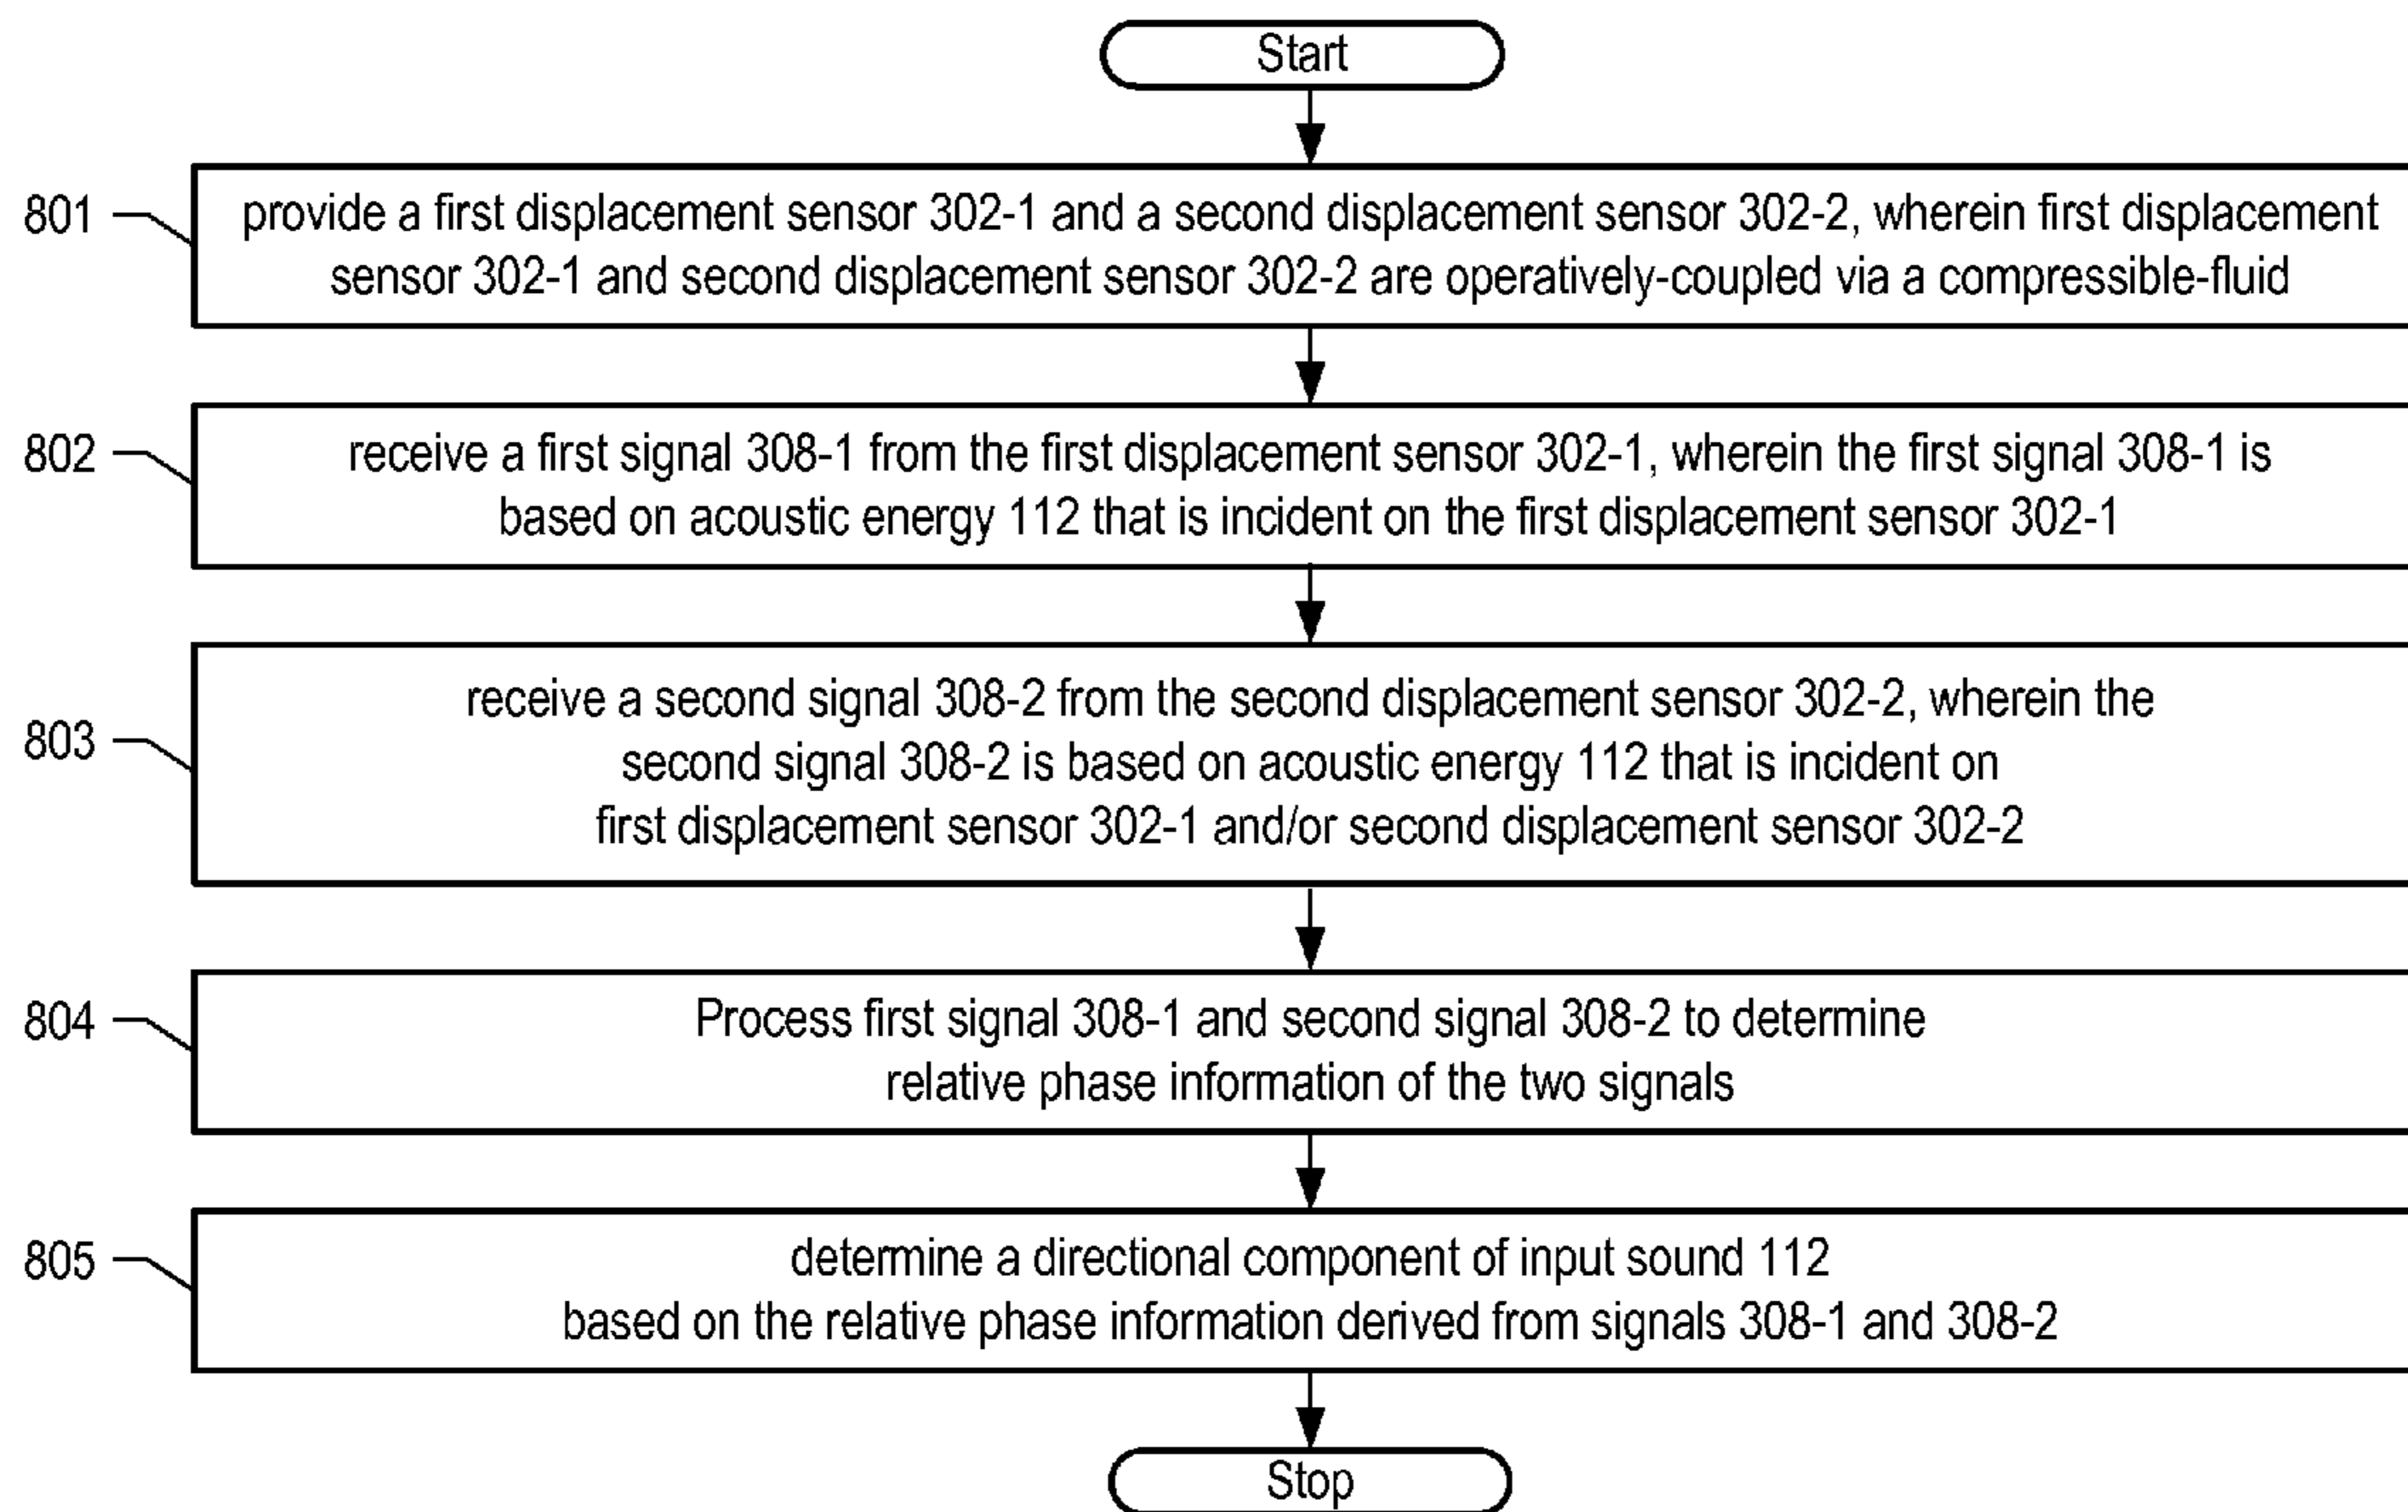 Start
801
provide a first displacement sensor 302-1 and a second displacement sensor 302-2, wherein first displacement
sensor 302-1 and second displacement sensor 302-2 are operatively-coupled via a compressible-fluid
802
receive a first signal 308-1 from the first displacement sensor 302-1, wherein the first signal 308-1 is
based on acoustic energy 112 that is incident on the first displacement sensor 302-1
803
receive a second signal 308-2 from the second displacement sensor 302-2, wherein the
second signal 308-2 is based on acoustic energy 112 that is incident on
first displacement sensor 302-1 and/or second displacement sensor 302-2
804
Process first signal 308-1 and second signal 308-2 to determine
relative phase information of the two signals
805
determine a directional component of input sound 112
based on the relative phase information derived from signals 308-1 and 308-2
Stop